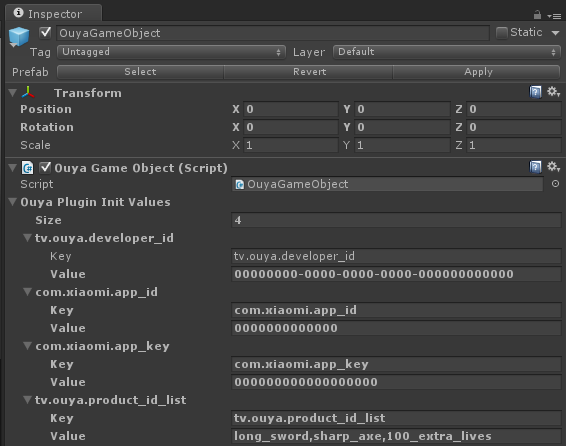 Inspector
OuyaGameObject Static
Tag Untagged Layer Default
Prefab Select Revert Apply
Transform
Position X 0 Y 0 Z 0
Rotation X 0 Y 0 Z 0
Scale X 1 Y 1 Z 1
Ouya Game Object (Script)
Script OuyaGameObject
Ouya Plugin Init Values
Size 4
tv.ouya.developer_id
Key tv.ouya.developer_id
Value 00000000-0000-0000-0000-000000000000
com.xiaomi.app_id
Key com.xiaomi.app_id
Value 0000000000000
com.xiaomi.app_key
Key com.xiaomi.app_key
Value 000000000000000000
tv.ouya.product_id_list
Key tv.ouya.product_id_list
Value long_sword,sharp_axe,100_extra_lives